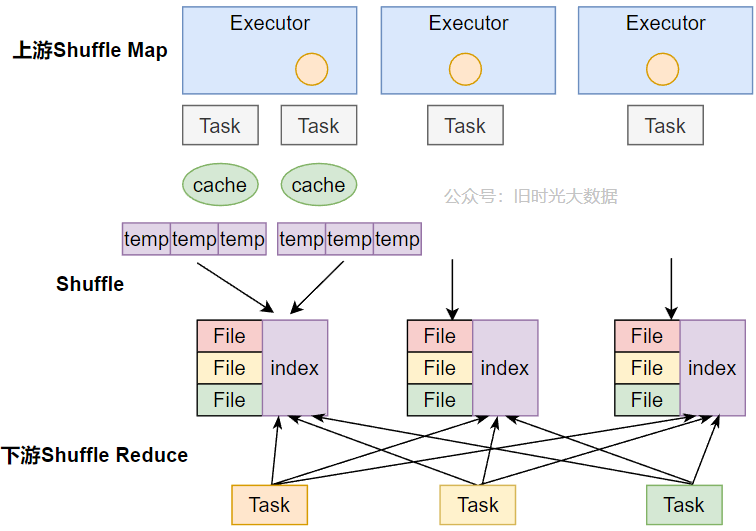 Executor
Executor
Executor
上游Shuffle Map
Task
Task
Task
Task
cache
cache
公众号：旧时光大数据
temp temp temp
temp temp temp
Shuffle
File
File
File
index
File
File
File
index
File
File
File
index
下游Shuffle Reduce
Task
Task
Task